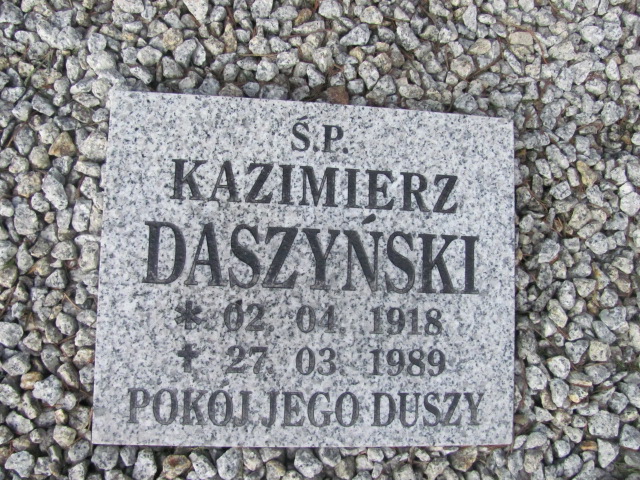 Ś.P.
KAZIMIERZ
DASZYŃSKI
* 02. 04. 1918
✝ 27. 03. 1989
POKÓJ JEGO DUSZY